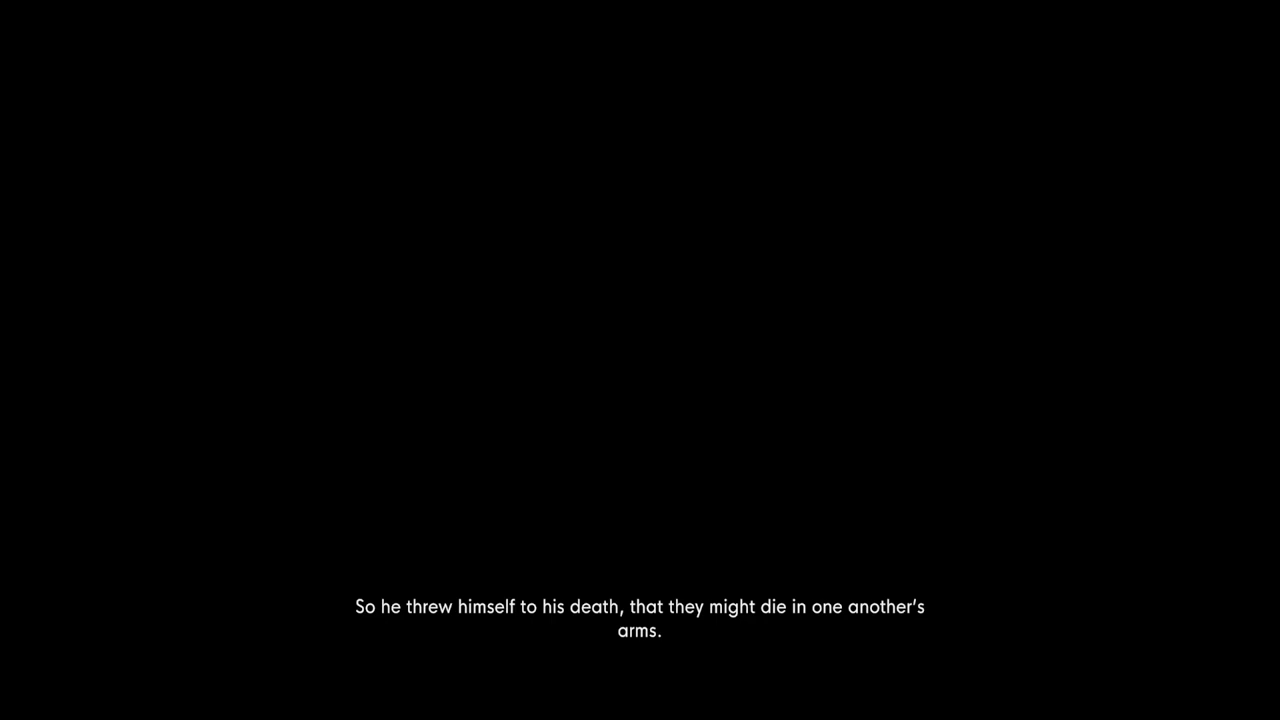 So he threw himself to his death, that they might die in one another's
arms.